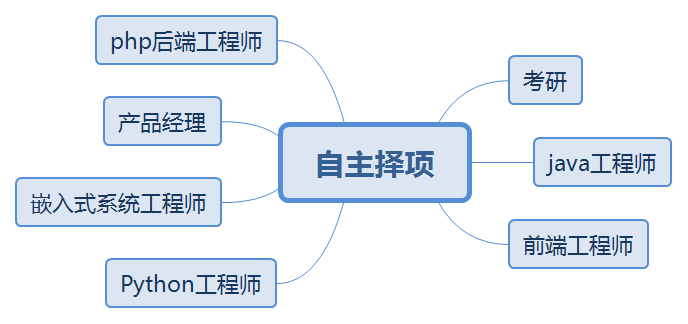 php后端工程师
产品经理
嵌入式系统工程师
Python工程师
自主择项
考研
java工程师
前端工程师